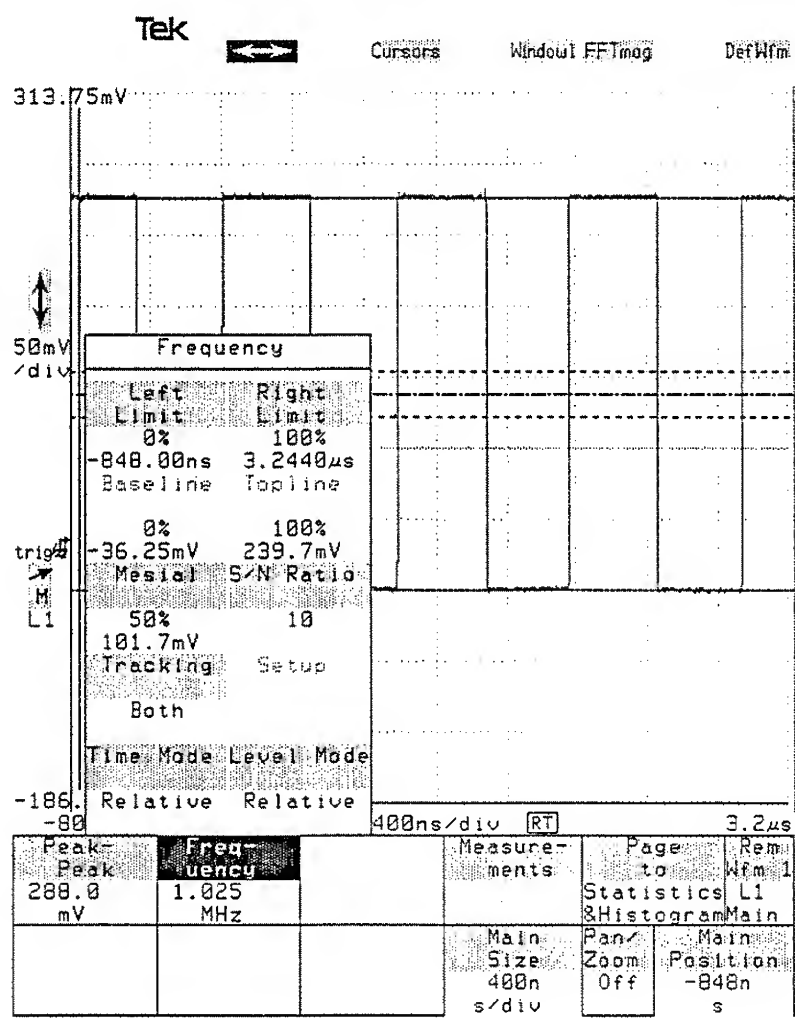 Tek
Cursors Window1 FFTmag DefWfm
313.75mV
50mV
/div
Frequency
Left Right
Limit Limit
0% 100%
-848.00ns 3.2440µs
Baseline Topline
0% 100%
-36.25mV 239.7mV
Mesial S/N Ratio
50% 10
101.7mV
Tracking Setup
Both
Time Mode Level Mode
Relative Relative
trig'd
M
L1
-186.
-80
400ns/div RT 3.2µs
Peak-
Peak
288.0
mV
Freq-
uency
1.025
MHz
Measure-
ments
Page
to
Statistics
&Histogram
Rem
Wfm 1
L1
Main
Main
Size
400n
s/div
Pan/
Zoom
Off
Main
Position
-848n
s